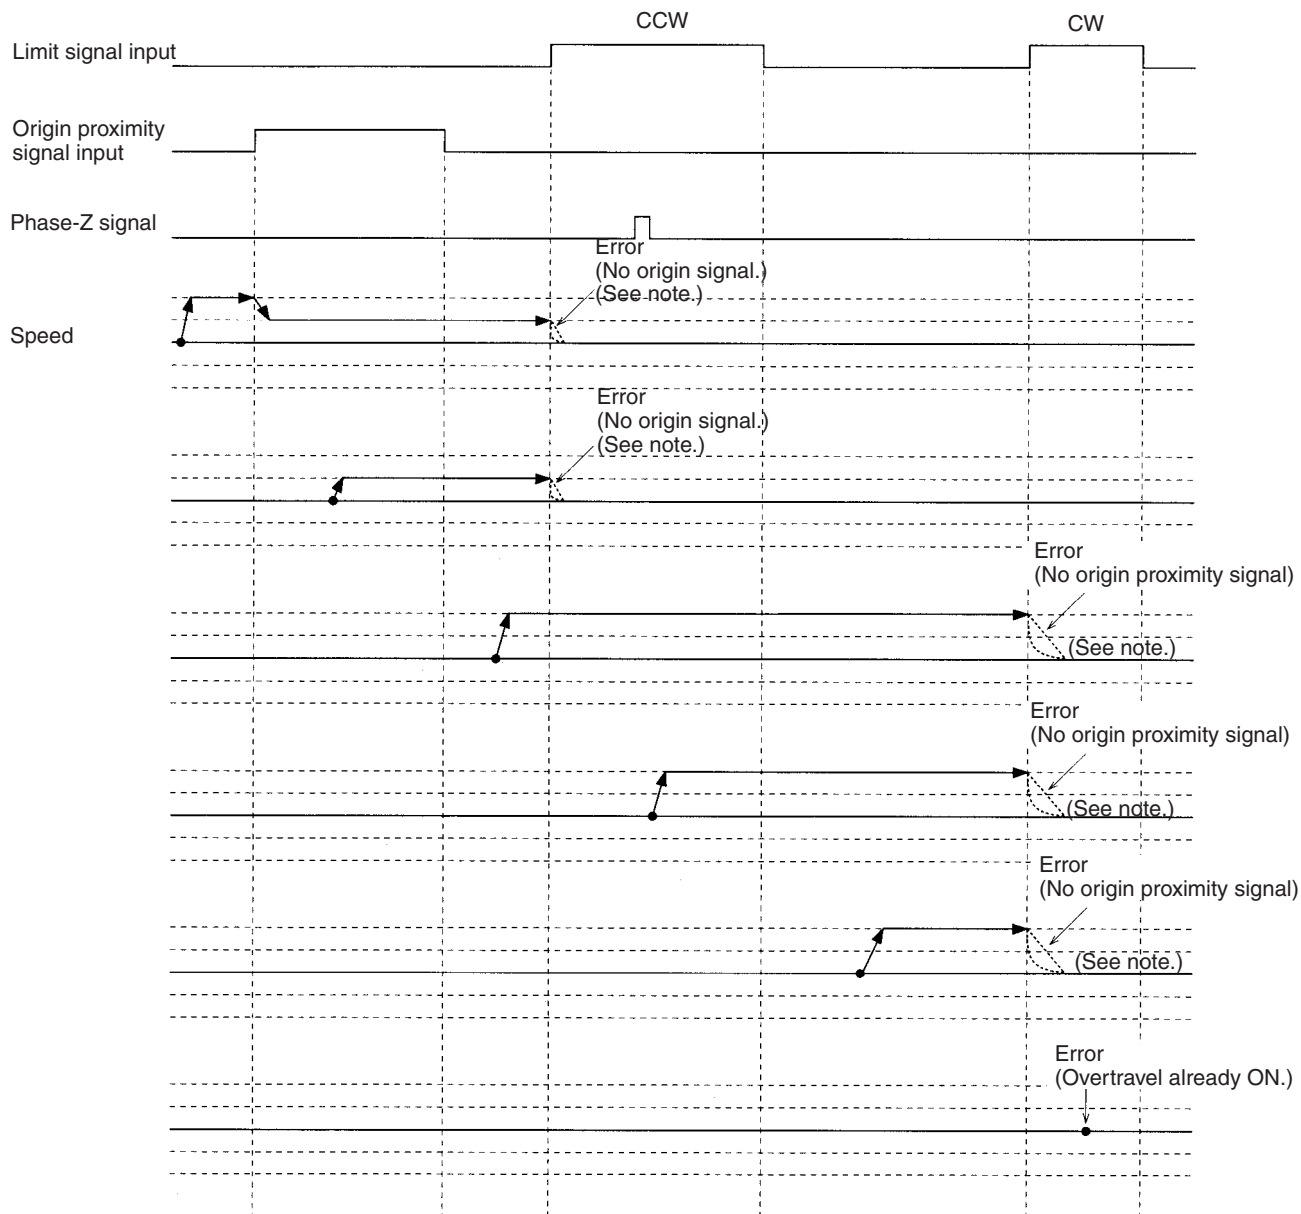 CCW
CW
Limit signal input
Origin proximity
signal input
Phase-Z signal
Error
(No origin signal.)
(See note.)
Speed
Error
(No origin signal.)
(See note.)
Error
(No origin proximity signal)
(See note.)
Error
(No origin proximity signal)
(See note.)
Error
(No origin proximity signal)
(See note.)
Error
(Overtravel already ON.)